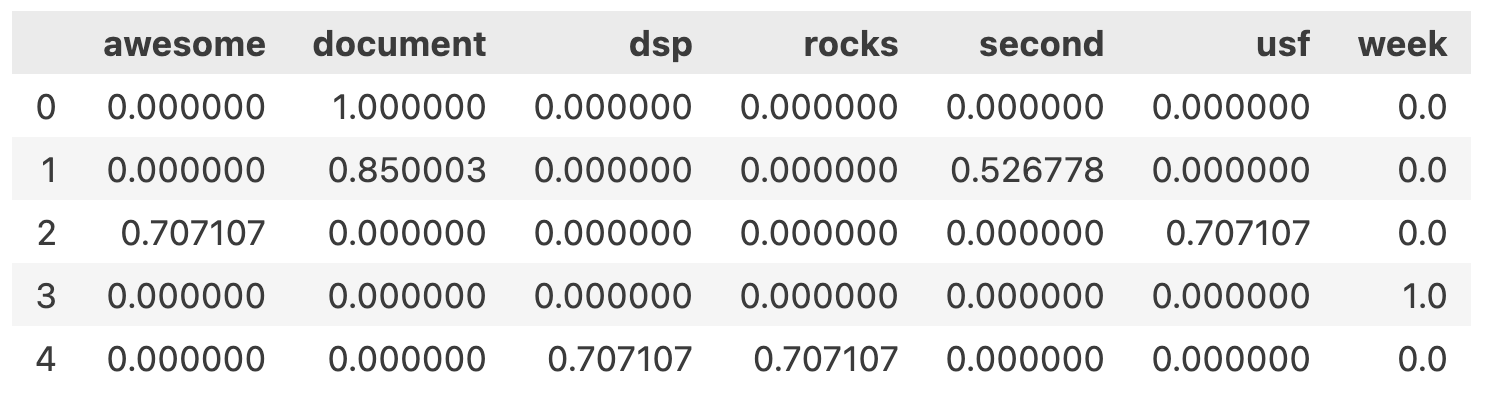 awesome document dsp rocks second usf week
0 0.000000 1.000000 0.000000 0.000000 0.000000 0.000000 0.0
1 0.000000 0.850003 0.000000 0.000000 0.526778 0.000000 0.0
2 0.707107 0.000000 0.000000 0.000000 0.000000 0.707107 0.0
3 0.000000 0.000000 0.000000 0.000000 0.000000 0.000000 1.0
4 0.000000 0.000000 0.707107 0.707107 0.000000 0.000000 0.0